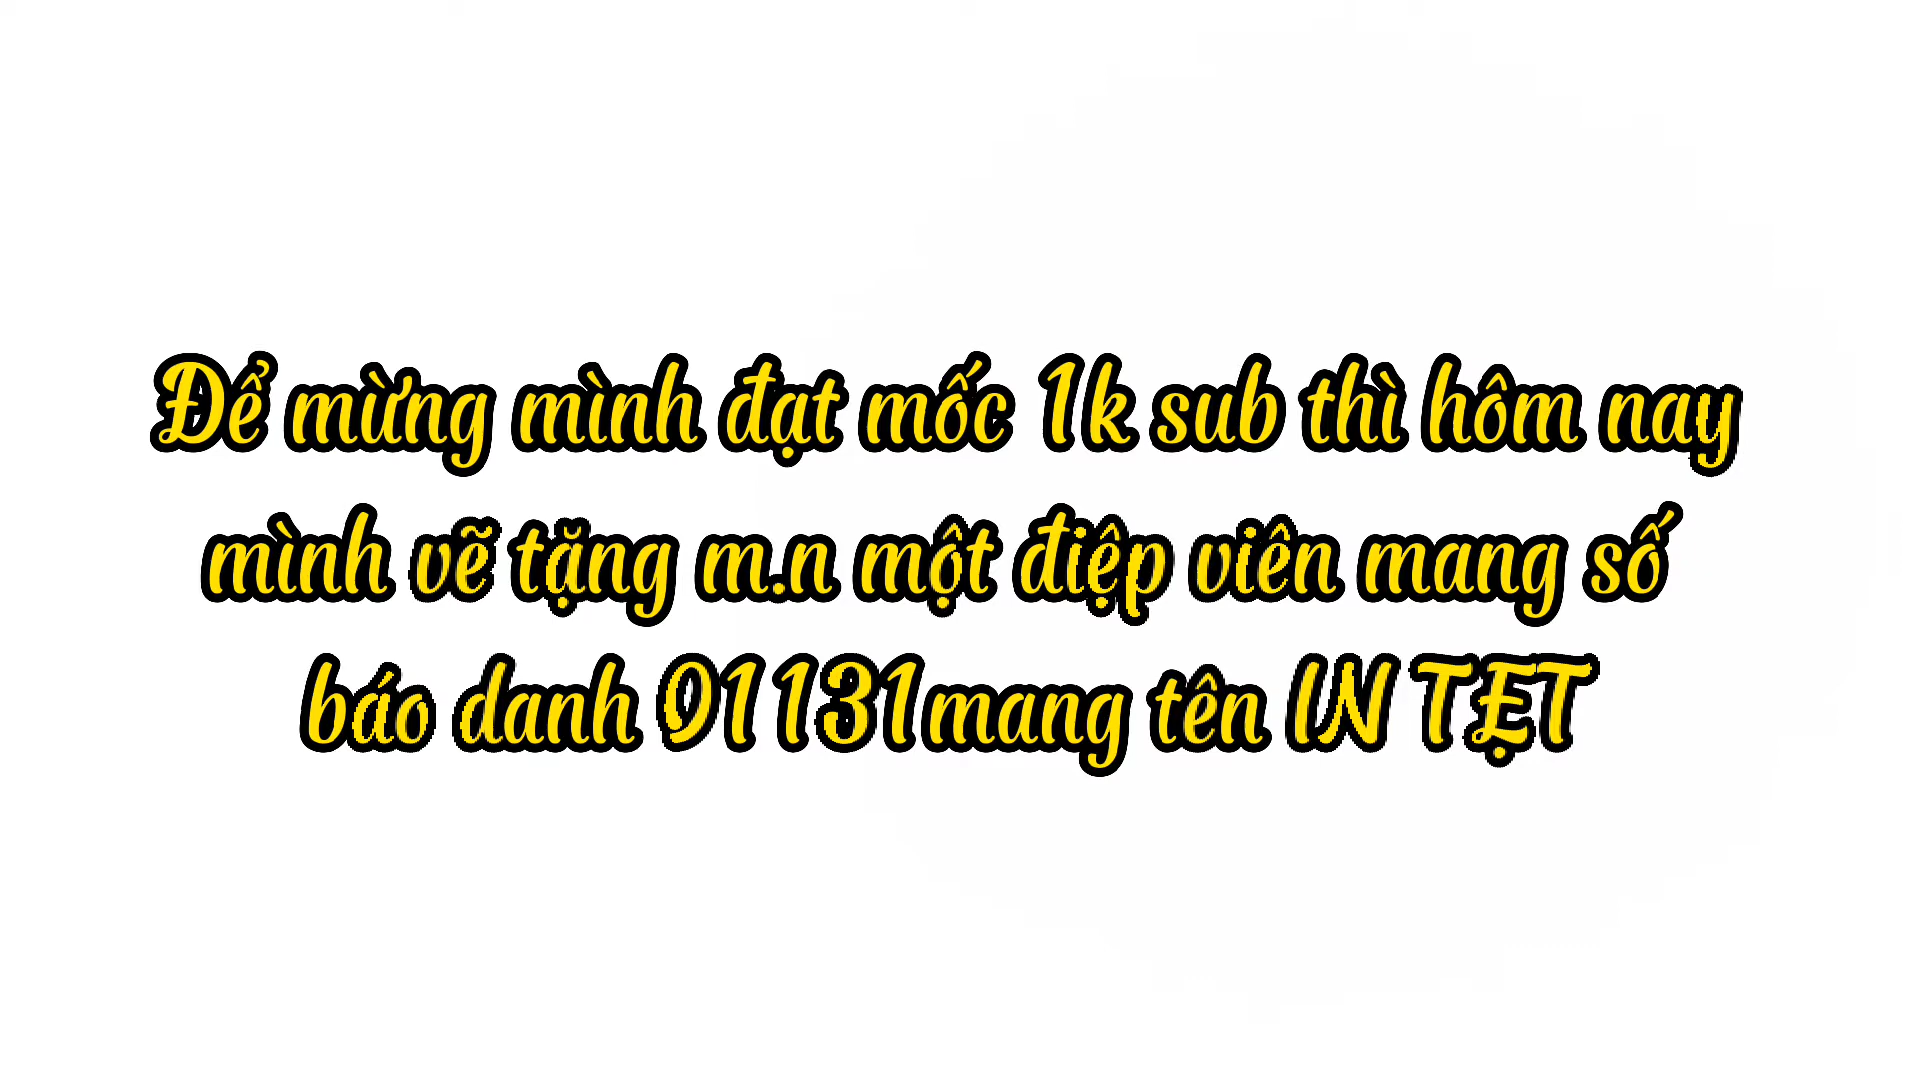 Để mừng mình đạt mốc 1k sub thì hôm nay
mình vẽ tặng m.n một điệp viên mang số
báo danh 01131mang tên IN TẸT